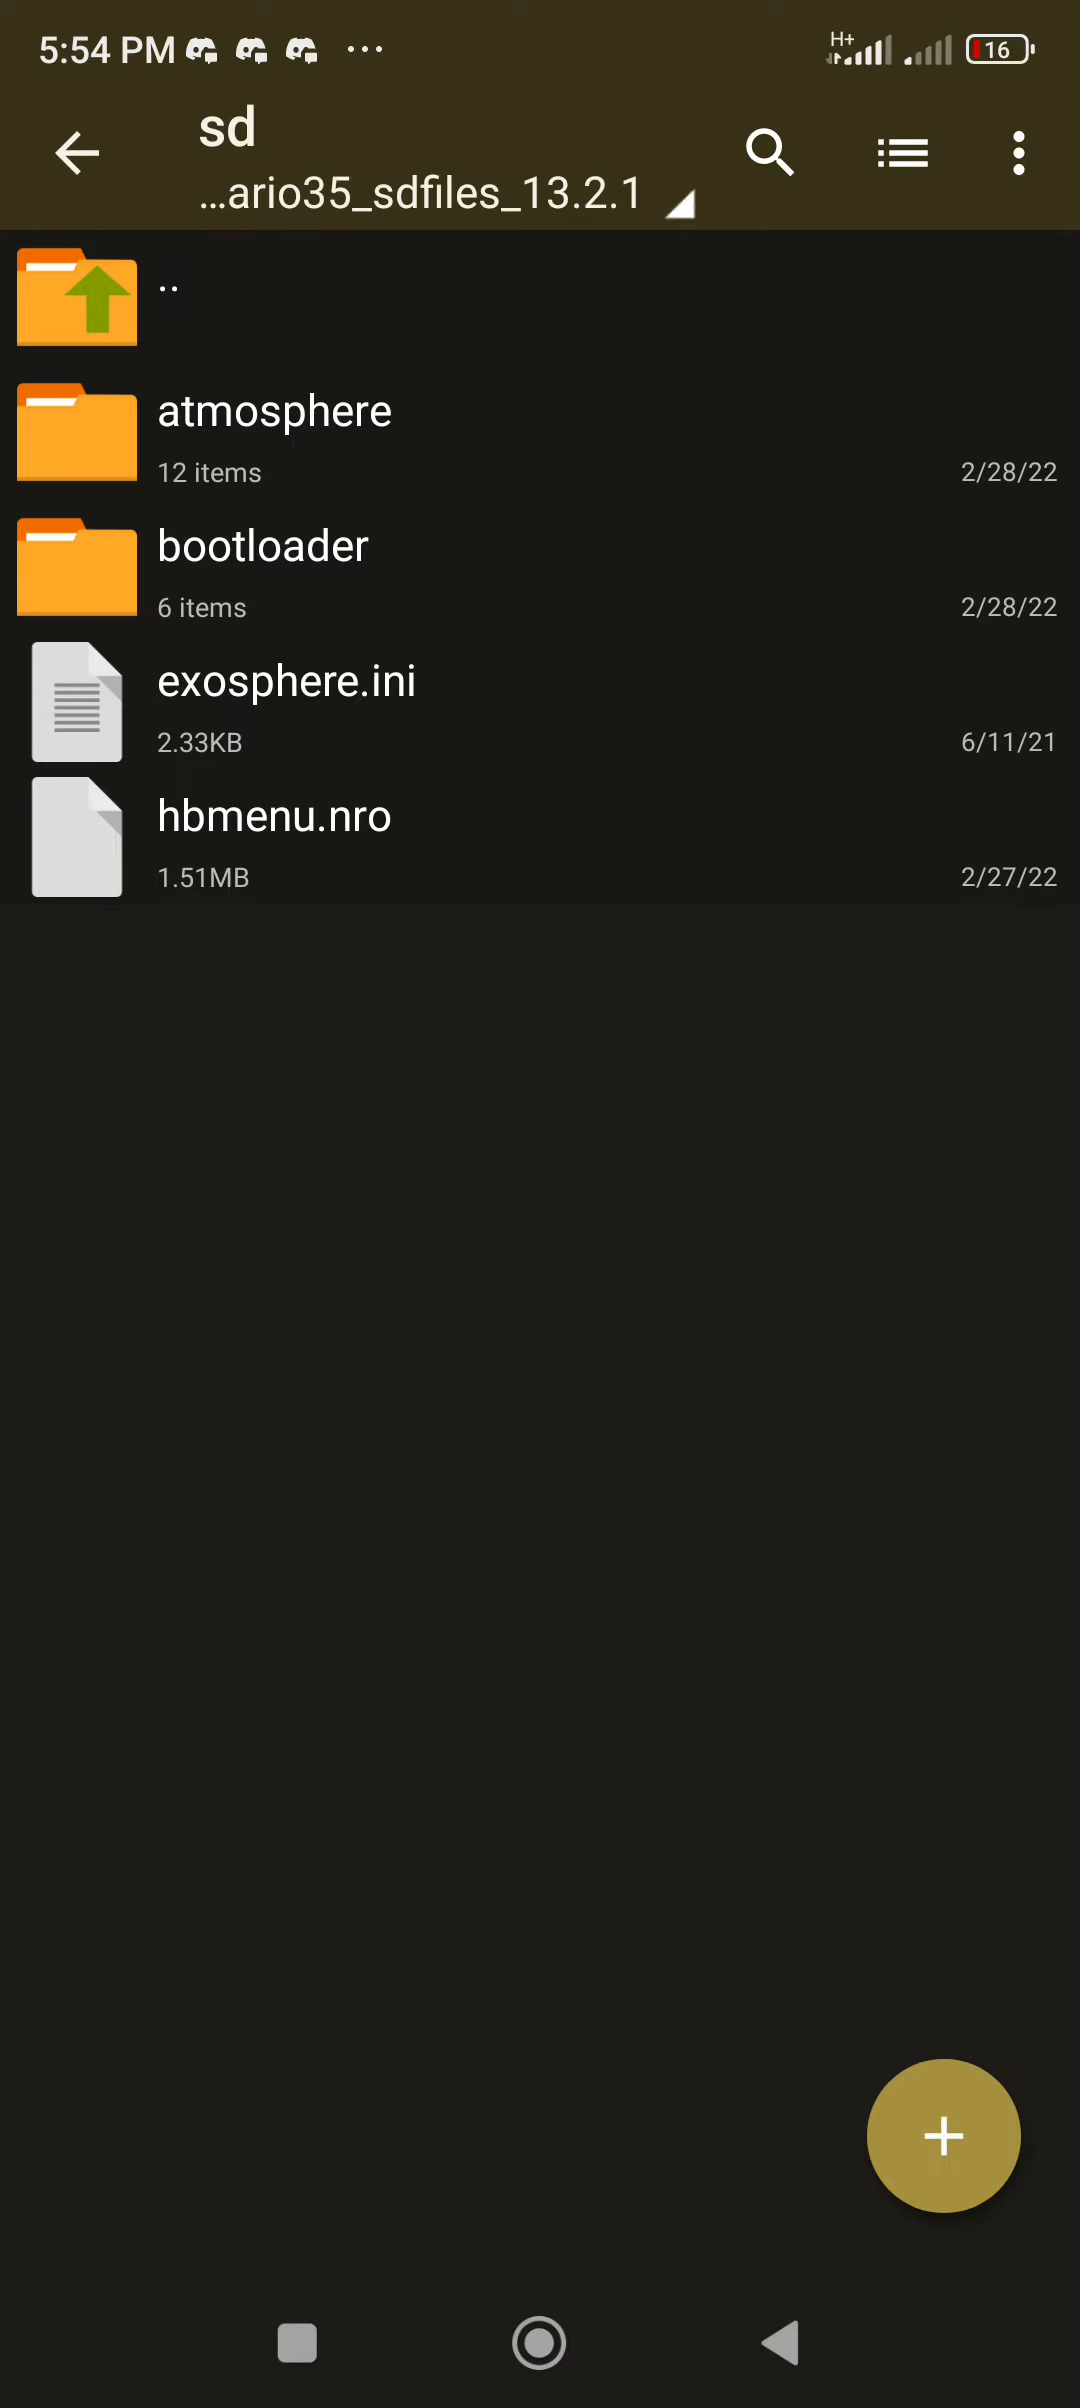 5:54 PM
H+
16
sd
...ario35_sdfiles_13.2.1
..
atmosphere
12 items 2/28/22
bootloader
6 items 2/28/22
exosphere.ini
2.33KB 6/11/21
hbmenu.nro
1.51MB 2/27/22